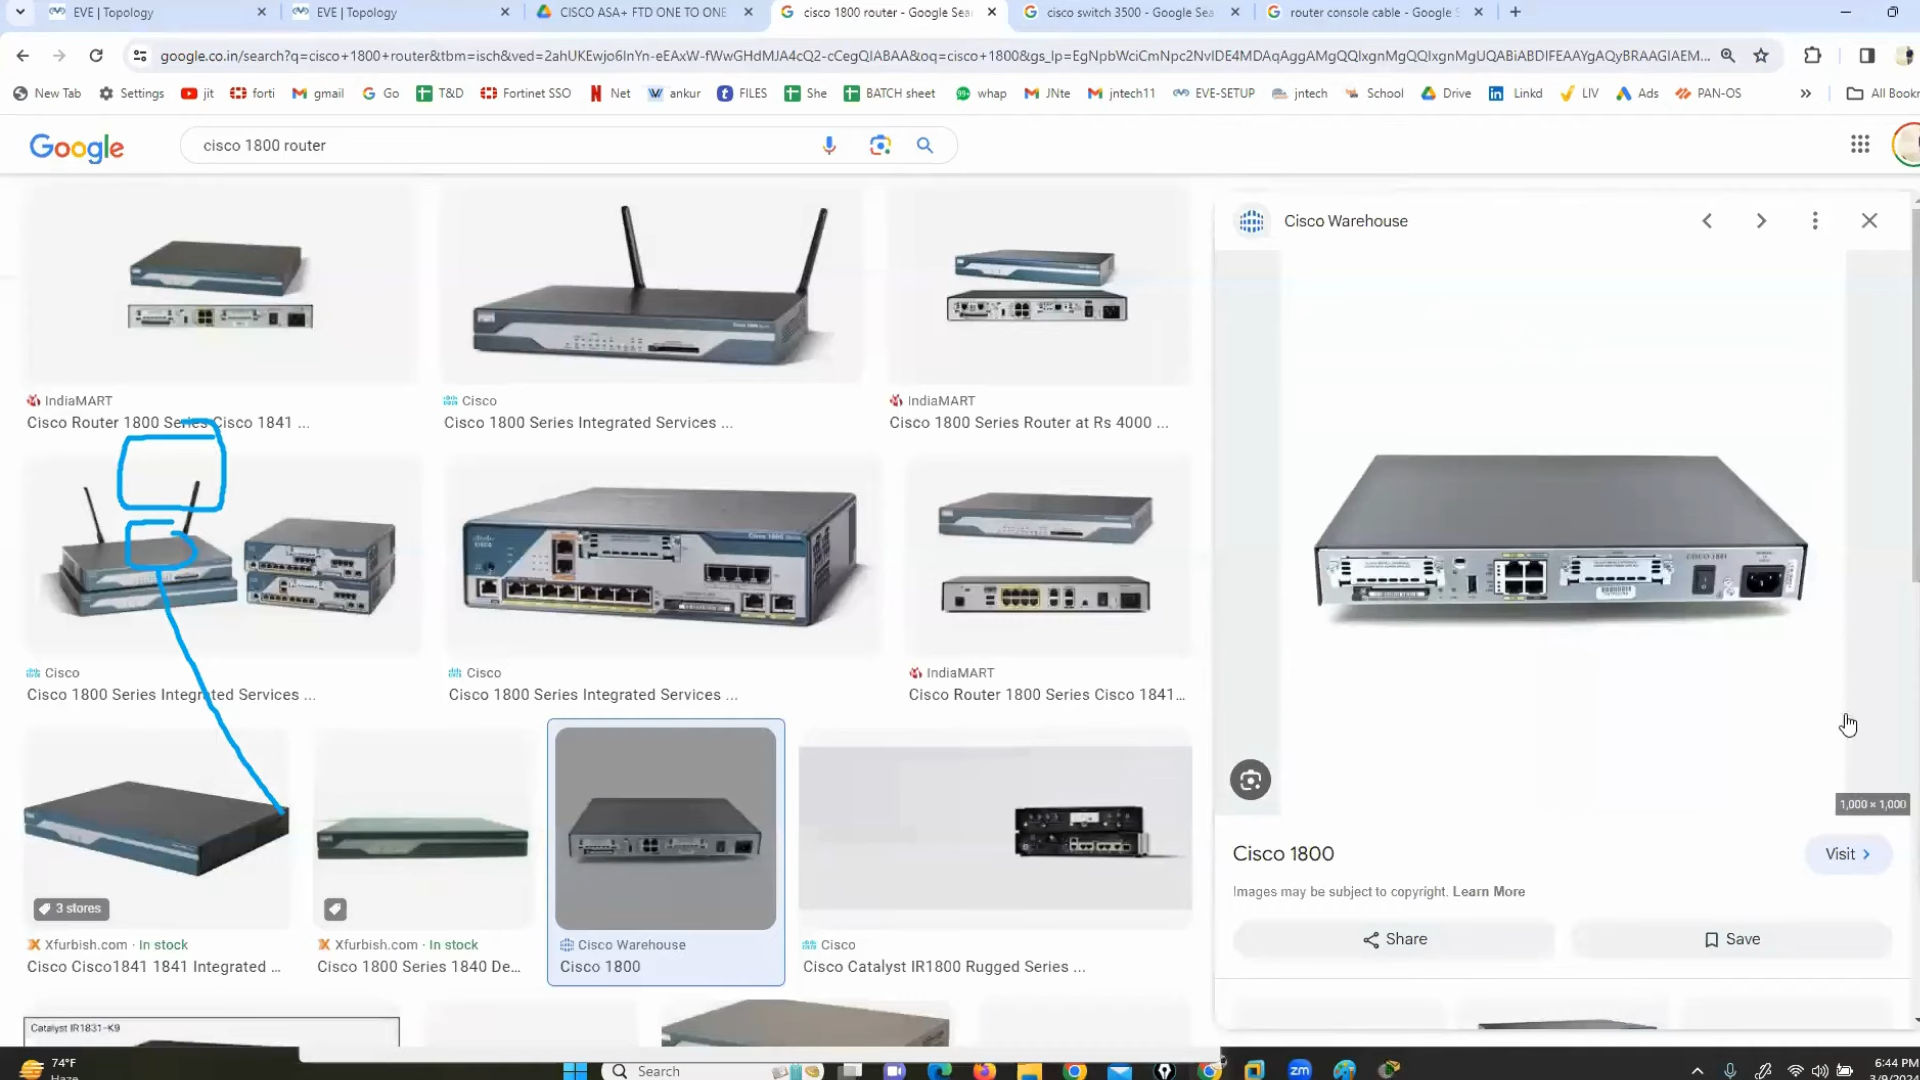 EVE | Topology
EVE | Topology
CISCO ASA+ FTD ONE TO ONE
cisco 1800 router - Google Sea
cisco switch 3500 - Google Sea
router console cable - Google S
New Tab
Settings
jit
forti
gmail
Go
T&D
Fortinet SSO
Net
ankur
FILES
She
BATCH sheet
whap
JNte
jntech11
EVE-SETUP
jntech
School
Drive
Linkd
LIV
Ads
PAN-OS
All Bookr
Google
cisco 1800 router
Cisco Warehouse
IndiaMART
Cisco Router 1800 Series Cisco 1841 ...
Cisco
Cisco 1800 Series Integrated Services ...
IndiaMART
Cisco 1800 Series Router at Rs 4000 ...
Cisco
Cisco 1800 Series Integrated Services ...
Cisco
Cisco 1800 Series Integrated Services ...
IndiaMART
Cisco Router 1800 Series Cisco 1841...
3 stores
Xfurbish.com · In stock
Cisco Cisco1841 1841 Integrated ...
Xfurbish.com · In stock
Cisco 1800 Series 1840 De...
Cisco Warehouse
Cisco 1800
Cisco
Cisco Catalyst IR1800 Rugged Series ...
CISCO 1841
1,000 × 1,000
Cisco 1800
Visit
Images may be subject to copyright. Learn More
Share
Save
Catalyst IR1831-K9
74°F
Haze
Search
zm
6:44 PM